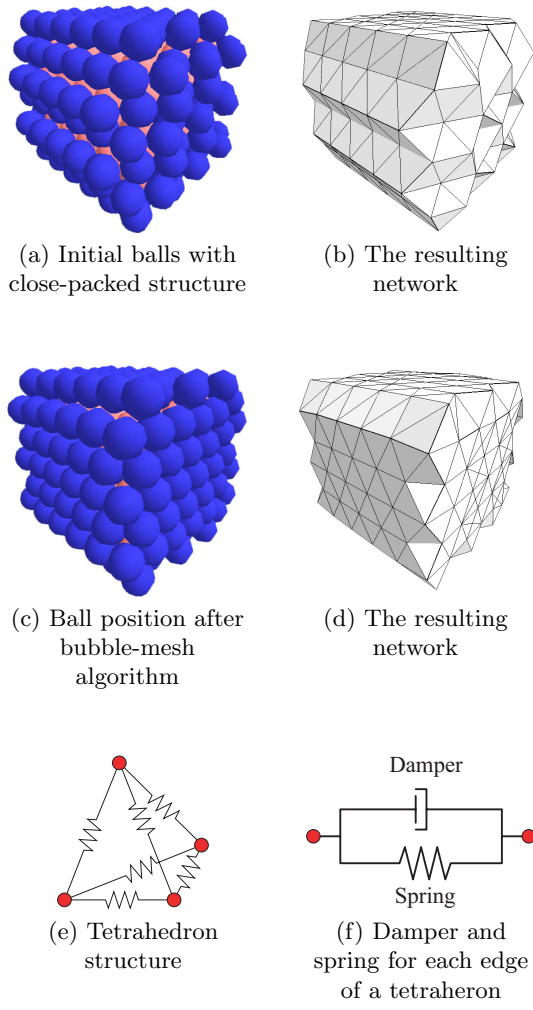 (a) Initial balls with
close-packed structure
(b) The resulting
network
(c) Ball position after
bubble-mesh
algorithm
(d) The resulting
network
(e) Tetrahedron
structure
Damper
Spring
(f) Damper and
spring for each edge
of a tetraheron